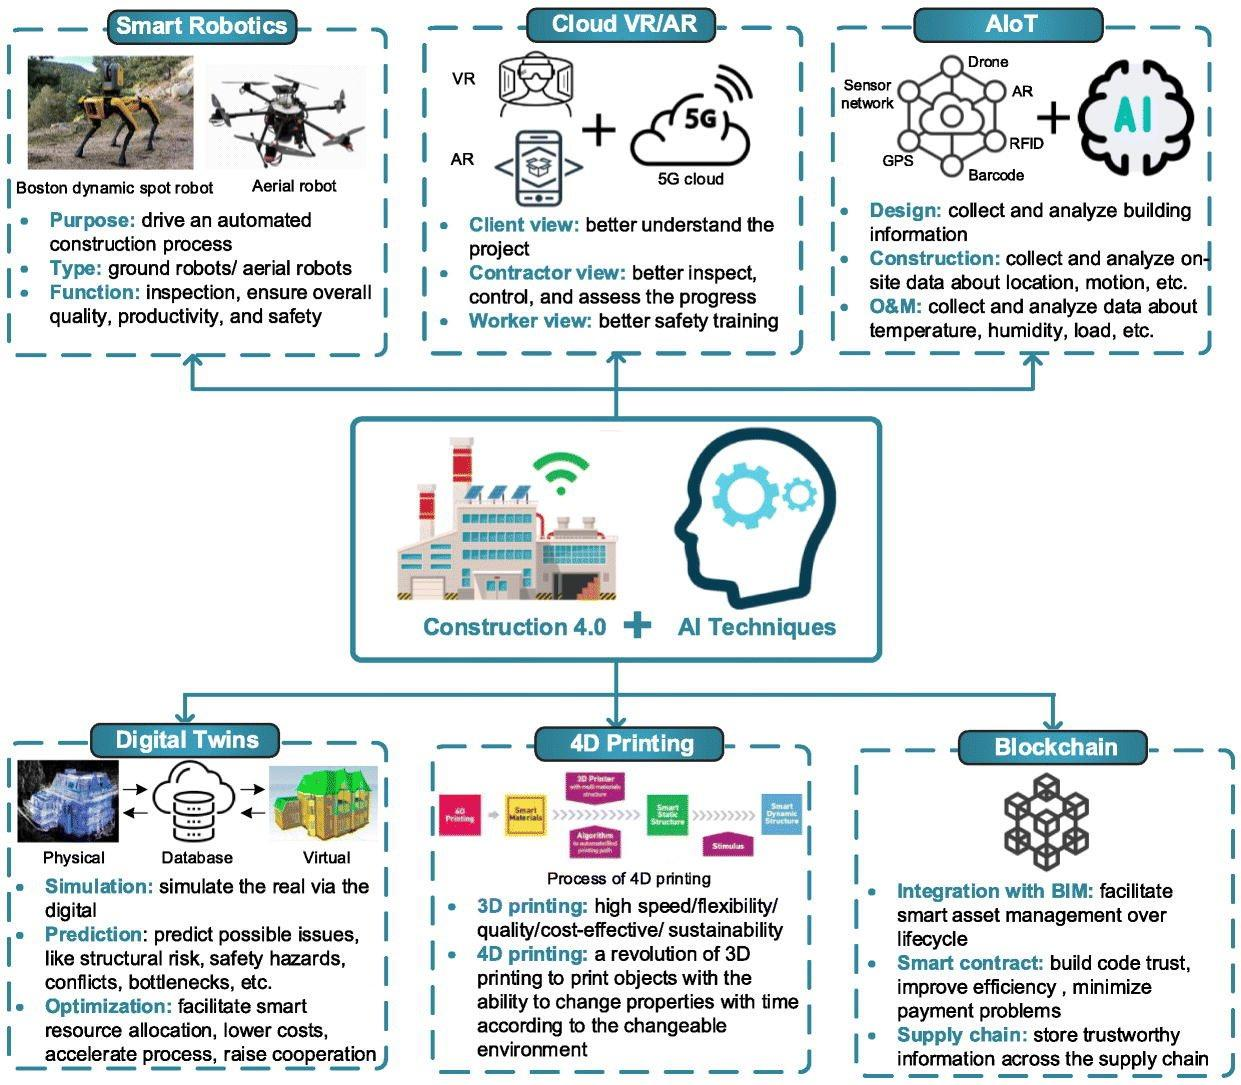 Smart Robotics
Boston dynamic spot robot
Aerial robot
• Purpose: drive an automated
construction process
• Type: ground robots/ aerial robots
• Function: inspection, ensure overall
quality, productivity, and safety
Cloud VR/AR
VR
AR
5G
5G cloud
• Client view: better understand the
project
• Contractor view: better inspect,
control, and assess the progress
• Worker view: better safety training
AIoT
Drone
Sensor
network
AR
RFID
GPS
Barcode
AI
• Design: collect and analyze building
information
• Construction: collect and analyze on-
site data about location, motion, etc.
• O&M: collect and analyze data about
temperature, humidity, load, etc.
Construction 4.0 + AI Techniques
Digital Twins
Physical
Database
Virtual
• Simulation: simulate the real via the
digital
• Prediction: predict possible issues,
like structural risk, safety hazards,
conflicts, bottlenecks, etc.
• Optimization: facilitate smart
resource allocation, lower costs,
accelerate process, raise cooperation
4D Printing
4D
Printing
Smart
Materials
3D Printer
with multi materials
structure
Algorithm
to automate
printing path
Smart
Static
Structure
Stimulus
Smart
Dynamic
Structure
Process of 4D printing
• 3D printing: high speed/flexibility/
quality/cost-effective/ sustainability
• 4D printing: a revolution of 3D
printing to print objects with the
ability to change properties with time
according to the changeable
environment
Blockchain
• Integration with BIM: facilitate
smart asset management over
lifecycle
• Smart contract: build code trust,
improve efficiency , minimize
payment problems
• Supply chain: store trustworthy
information across the supply chain